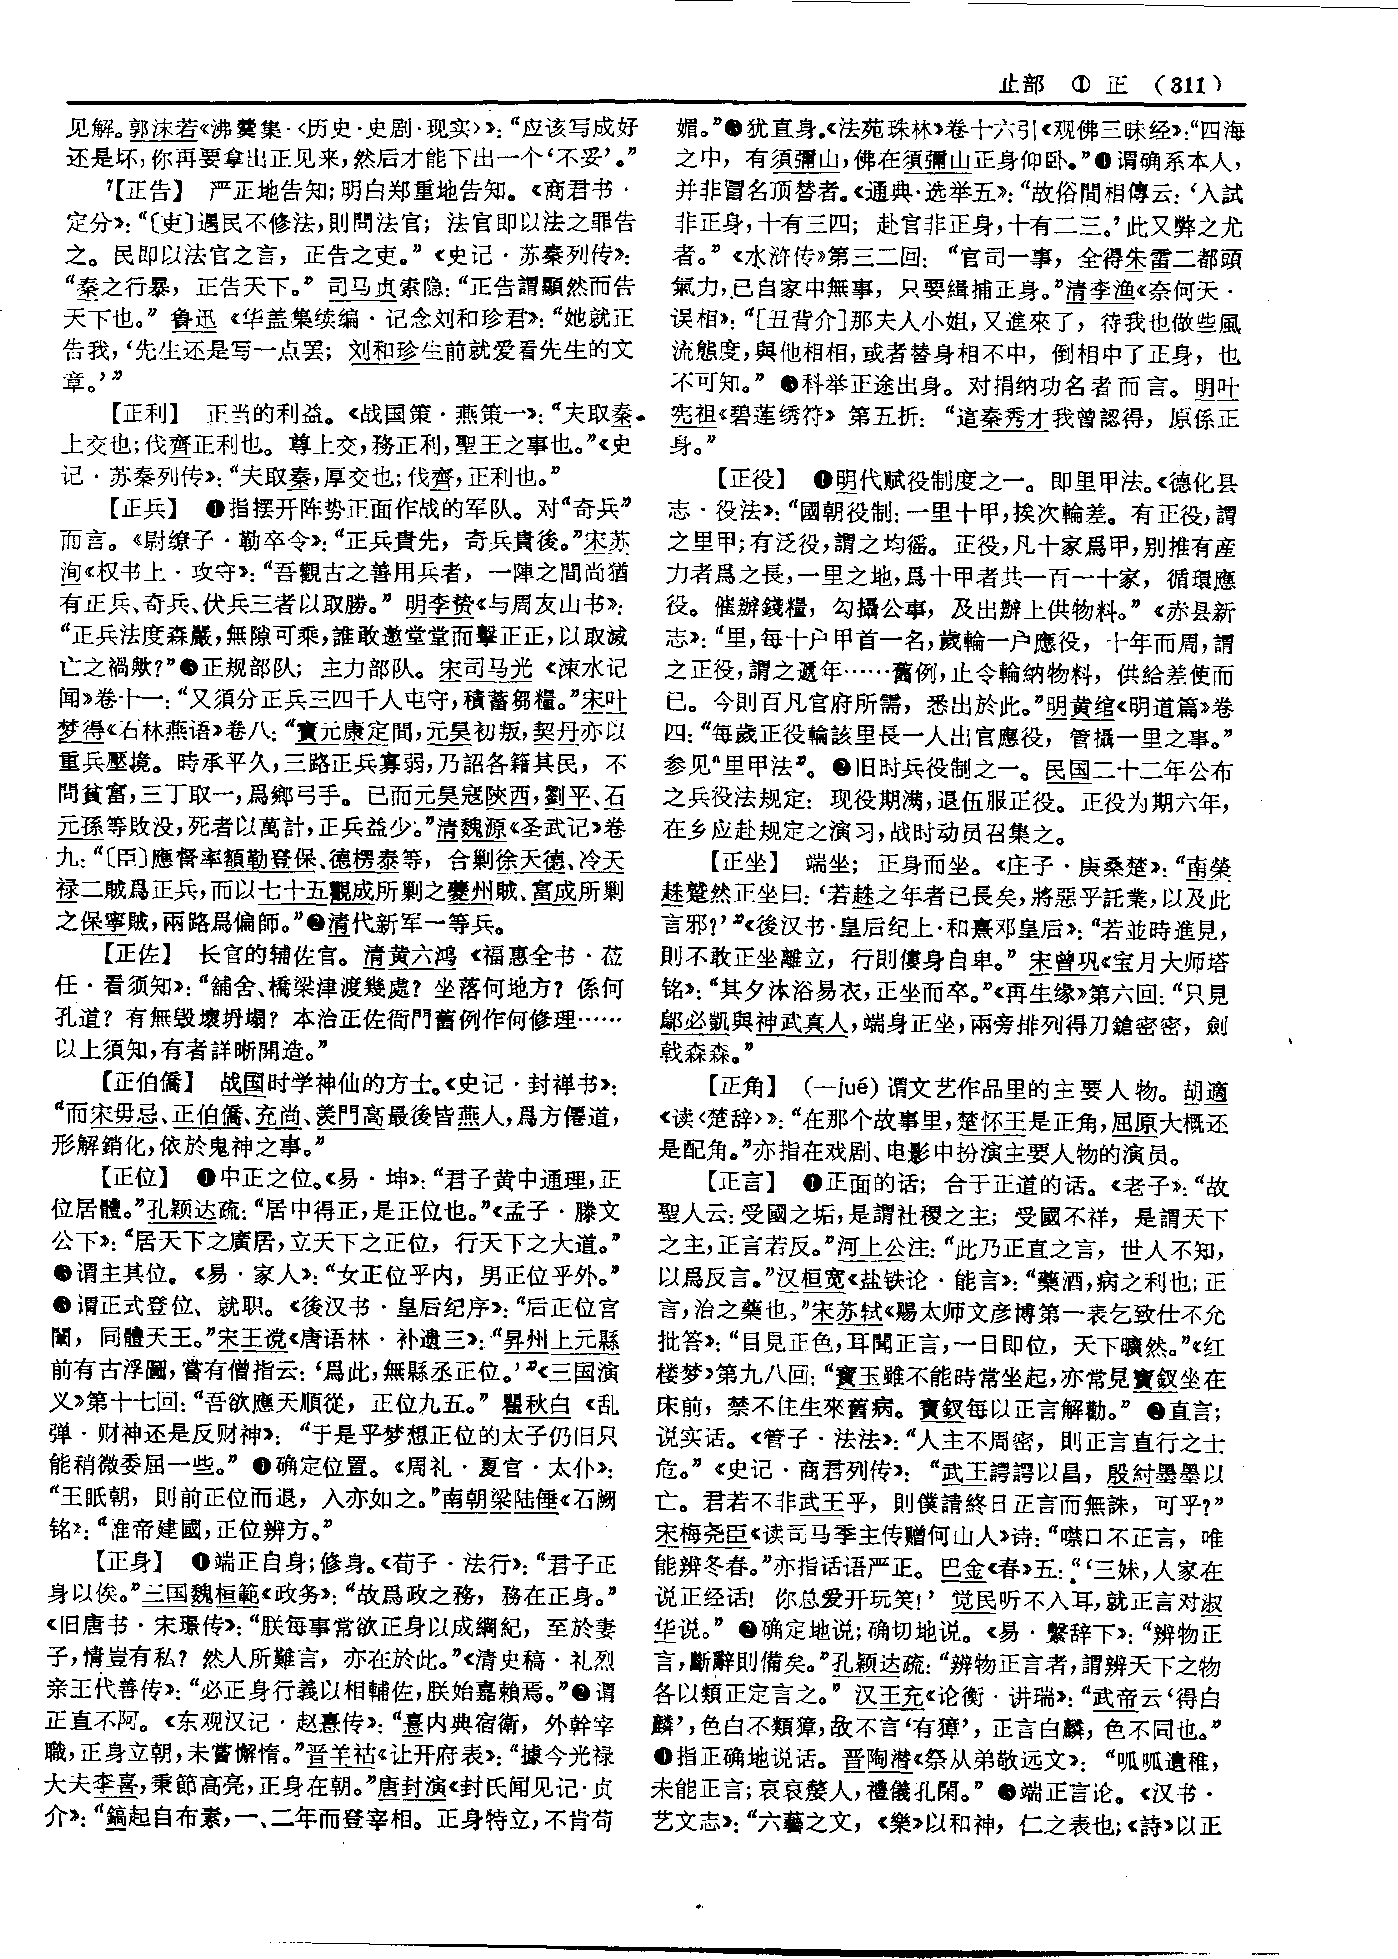 止部　①　正　（311）
见解。郭沫若《沸羹集·〈历史·史剧·现实〉》：“应该写成好
还是坏，你再要拿出正见来，然后才能下出一个‘不妥’。”
【正告】　严正地告知；明白郑重地告知。《商君书·
定分》：“〔吏〕遇民不修法，則問法官；法官即以法之罪告
之。民即以法官之言，正告之吏。”《史记·苏秦列传》：
“秦之行暴，正告天下。”司马贞索隐：“正告謂顯然而告
天下也。”鲁迅《华盖集续编·记念刘和珍君》：“她就正
告我，‘先生还是写一点罢；刘和珍生前就爱看先生的文
章。’”
【正利】　正当的利益。《战国策·燕策一》：“夫取秦，
上交也；伐齊正利也。尊上交，務正利，聖王之事也。”《史
记·苏秦列传》：“夫取秦，厚交也；伐齊，正利也。”
【正兵】　❶指摆开阵势正面作战的军队。对“奇兵”
而言。《尉缭子·勒卒令》：“正兵貴先，奇兵貴後。”宋苏
洵《权书上·攻守》：“吾觀古之善用兵者，一陣之間尚猶
有正兵、奇兵、伏兵三者以取勝。”明李贽《与周友山书》：
“正兵法度森嚴，無隙可乘，誰敢邀堂堂而擊正正，以取滅
亡之禍歟？”❷正规部队；主力部队。宋司马光《涑水记
闻》卷十一：“又須分正兵三四千人屯守，積蓄芻糧。”宋叶
梦得《石林燕语》卷八：“寶元康定間，元昊初叛，契丹亦以
重兵壓境。時承平久，三路正兵寡弱，乃詔各籍其民，不
問貧富，三丁取一，爲鄉弓手。已而元昊寇陝西，劉平、石
元孫等敗没，死者以萬計，正兵益少。”清魏源《圣武记》卷
九：“〔臣〕應督率額勒登保、德楞泰等，合剿徐天德、冷天
禄二賊爲正兵，而以七十五觀成所剿之夔州賊、富成所剿
之保寧賊，兩路爲偏師。”❸清代新军一等兵。
【正佐】　长官的辅佐官。清黄六鸿《福惠全书·莅
任·看须知》：“舖舍、橋梁津渡幾處？坐落何地方？係何
孔道？有無毁壞坍塌？本治正佐衙門舊例作何修理……
以上須知，有者詳晰開造。”
【正伯僑】　战国时学神仙的方士。《史记·封禅书》：
“而宋毋忌、正伯僑、充尚、羨門高最後皆燕人，爲方僊道，
形解銷化，依於鬼神之事。”
【正位】　❶中正之位。《易·坤》：“君子黄中通理，正
位居體。”孔颖达疏：“居中得正，是正位也。”《孟子·滕文
公下》：“居天下之廣居，立天下之正位，行天下之大道。”
❷谓主其位。《易·家人》：“女正位乎内，男正位乎外。”
❸谓正式登位、就职。《後汉书·皇后纪序》：“后正位宫
闈，同體天王。”宋王谠《唐语林·补遗三》：“昇州上元縣
前有古浮圖，嘗有僧指云：‘爲此，無縣丞正位。’”《三国演
义》第十七回：“吾欲應天順從，正位九五。”瞿秋白《乱
弹·财神还是反财神》：“于是乎梦想正位的太子仍旧只
能稍微委屈一些。”❹确定位置。《周礼·夏官·太仆》：
“王眡朝，則前正位而退，入亦如之。”南朝梁陆倕《石阙
铭》：“惟帝建國，正位辨方。”
【正身】　❶端正自身；修身。《荀子·法行》：“君子正
身以俟。”三国魏桓範《政务》：“故爲政之務，務在正身。”
《旧唐书·宋璟传》：“朕每事常欲正身以成綱紀，至於妻
子，情豈有私？然人所難言，亦在於此。”《清史稿·礼烈
亲王代善传》：“必正身行義以相輔佐，朕始嘉賴焉。”❷谓
正直不阿。《东观汉记·赵憙传》：“憙内典宿衛，外幹宰
職，正身立朝，未嘗懈惰。”晋羊祜《让开府表》：“據今光禄
大夫李熹，秉節高亮，正身在朝。”唐封演《封氏闻见记·贞
介》：“鎬起自布素，一、二年而登宰相。正身特立，不肯苟
媚。”❸犹直身。《法苑珠林》卷十六引《观佛三昧经》：“四海
之中，有須彌山，佛在須彌山正身仰卧。”❹谓确系本人，
并非冒名顶替者。《通典·选举五》：“故俗間相傳云：‘入試
非正身，十有三四；赴官非正身，十有二三。’此又弊之尤
者。”《水浒传》第三二回：“官司一事，全得朱雷二都頭
氣力，已自家中無事，只要緝捕正身。”清李渔《奈何天·
误相》：“［丑背介］那夫人小姐，又進來了，待我也做些風
流態度，與他相相，或者替身相不中，倒相中了正身，也
不可知。”❺科举正途出身。对捐纳功名者而言。明叶
宪祖《碧莲绣符》第五折：“這秦秀才我曾認得，原係正
身。”
【正役】　❶明代赋役制度之一。即里甲法。《德化县
志·役法》：“國朝役制：一里十甲，挨次輪差。有正役，謂
之里甲；有泛役，謂之均徭。正役，凡十家爲甲，别推有産
力者爲之長，一里之地，爲十甲者共一百一十家，循環應
役。催辦錢糧，勾攝公事，及出辦上供物料。”《赤县新
志》：“里，每十户甲首一名，歲輪一户應役，十年而周，謂
之正役，謂之遞年……舊例，止令輪納物料，供給差使而
已。今則百凡官府所需，悉出於此。”明黄绾《明道篇》卷
四：“每歲正役輪該里長一人出官應役，管攝一里之事。”
参见“里甲法”。❷旧时兵役制之一。民国二十二年公布
之兵役法规定：现役期满，退伍服正役。正役为期六年，
在乡应赴规定之演习，战时动员召集之。
【正坐】　端坐；正身而坐。《庄子·庚桑楚》：“南榮
趎蹵然正坐曰：‘若趎之年者已長矣，將惡乎託業，以及此
言邪？’”《後汉书·皇后纪上·和熹邓皇后》：“若並時進見，
則不敢正坐離立，行則僂身自卑。”宋曾巩《宝月大师塔
铭》：“其夕沐浴易衣，正坐而卒。”《再生缘》第六回：“只見
鄔必凱與神武真人，端身正坐，兩旁排列得刀鎗密密，劍
戟森森。”
【正角】　（—jué）谓文艺作品里的主要人物。胡適
《读〈楚辞〉》：“在那个故事里，楚怀王是正角，屈原大概还
是配角。”亦指在戏剧、电影中扮演主要人物的演员。
【正言】　❶正面的话；合于正道的话。《老子》：“故
聖人云：受國之垢，是謂社稷之主；受國不祥，是謂天下
之主，正言若反。”河上公注：“此乃正直之言，世人不知，
以爲反言。”汉桓宽《盐铁论·能言》：“藥酒，病之利也；正
言，治之藥也。”宋苏轼《赐太师文彦博第一表乞致仕不允
批答》：“目見正色，耳聞正言，一日即位，天下曠然。”《红
楼梦》第九八回：“寶玉雖不能時常坐起，亦常見寶釵坐在
床前，禁不住生來舊病。寶釵每以正言解勸。”❷直言；
说实话。《管子·法法》：“人主不周密，則正言直行之士
危。”《史记·商君列传》：“武王諤諤以昌，殷紂墨墨以
亡。君若不非武王乎，則僕請終日正言而無誅，可乎？”
宋梅尧臣《读司马季主传赠何山人》诗：“噤口不正言，唯
能辨冬春。”亦指话语严正。巴金《春》五：“‘三妹，人家在
说正经话！你总爱开玩笑！’觉民听不入耳，就正言对淑
华说。”❸确定地说；确切地说。《易·繫辞下》：“辨物正
言，斷辭則備矣。”孔颖达疏：“辨物正言者，謂辨天下之物
各以類正定言之。”汉王充《论衡·讲瑞》：“武帝云‘得白
麟’，色白不類獐，故不言‘有獐’，正言白麟，色不同也。”
❹指正确地说话。晋陶潜《祭从弟敬远文》：“呱呱遺稚，
未能正言；哀哀嫠人，禮儀孔閑。”❺端正言论。《汉书·
艺文志》：“六藝之文，《樂》以和神，仁之表也；《詩》以正